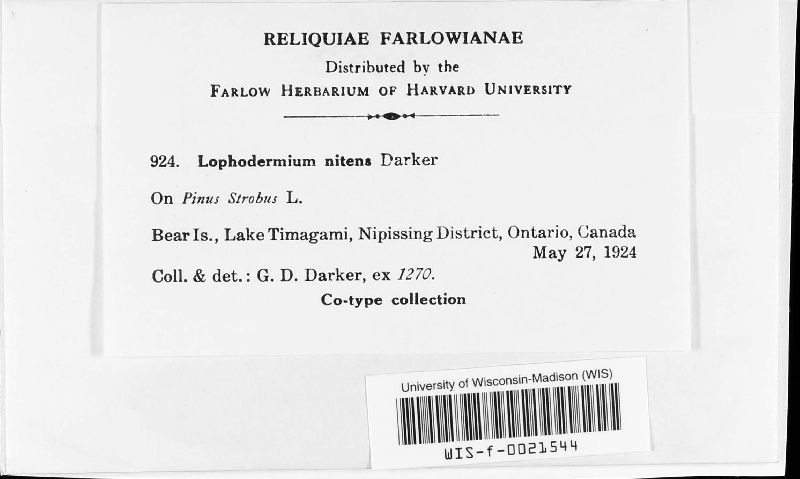 RELIQUIAE FARLOWIANAE
Distributed by the
FARLOW HERBARIUM OF HARVARD UNIVERSITY
924. Lophodermium nitens Darker
On Pinus Strobus L.
Bear Is., Lake Timagami, Nipissing District, Ontario, Canada
May 27, 1924
Coll. & det.: G. D. Darker, ex 1270.
Co-type collection
University of Wisconsin-Madison (WIS)
WIS-f-0021544